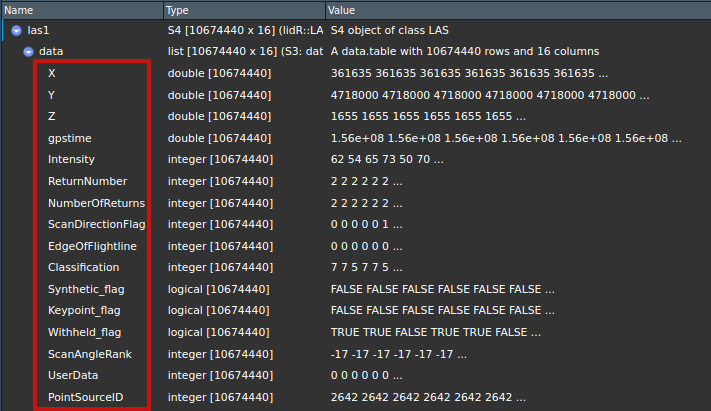 Name Type Value
las1 S4 [10674440 x 16] (lidR::LA S4 object of class LAS
data list [10674440 x 16] (S3: dat A data.table with 10674440 rows and 16 columns
X double [10674440] 361635 361635 361635 361635 361635 361635 ...
Y double [10674440] 4718000 4718000 4718000 4718000 4718000 4718000 ...
Z double [10674440] 1655 1655 1655 1655 1655 1655 ...
gpstime double [10674440] 1.56e+08 1.56e+08 1.56e+08 1.56e+08 1.56e+08 1.56e+08 ...
Intensity integer [10674440] 62 54 65 73 50 70 ...
ReturnNumber integer [10674440] 2 2 2 2 2 2 ...
NumberOfReturns integer [10674440] 2 2 2 2 2 2 ...
ScanDirectionFlag integer [10674440] 0 0 0 0 0 1 ...
EdgeOfFlightline integer [10674440] 0 0 0 0 0 0 ...
Classification integer [10674440] 7 7 5 7 7 5 ...
Synthetic_flag logical [10674440] FALSE FALSE FALSE FALSE FALSE FALSE ...
Keypoint_flag logical [10674440] FALSE FALSE FALSE FALSE FALSE FALSE ...
Withheld_flag logical [10674440] TRUE TRUE FALSE TRUE TRUE FALSE ...
ScanAngleRank integer [10674440] -17 -17 -17 -17 -17 -17 ...
UserData integer [10674440] 0 0 0 0 0 0 ...
PointSourceID integer [10674440] 2642 2642 2642 2642 2642 2642 ...